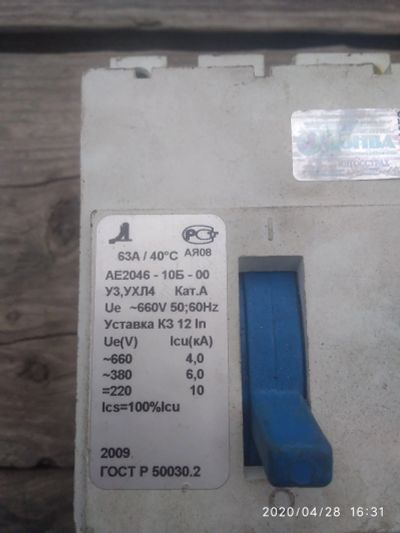 63А / 40°С
АЯ08
АЕ2046 - 10Б - 00
У3,УХЛ4 Кат.А
Ue ~660V 50;60Hz
Уставка КЗ 12 In
Ue(V) Icu(кА)
~660 4,0
~380 6,0
=220 10
Ics=100%Icu
2009
ГОСТ Р 50030.2
2020/04/28 16:31